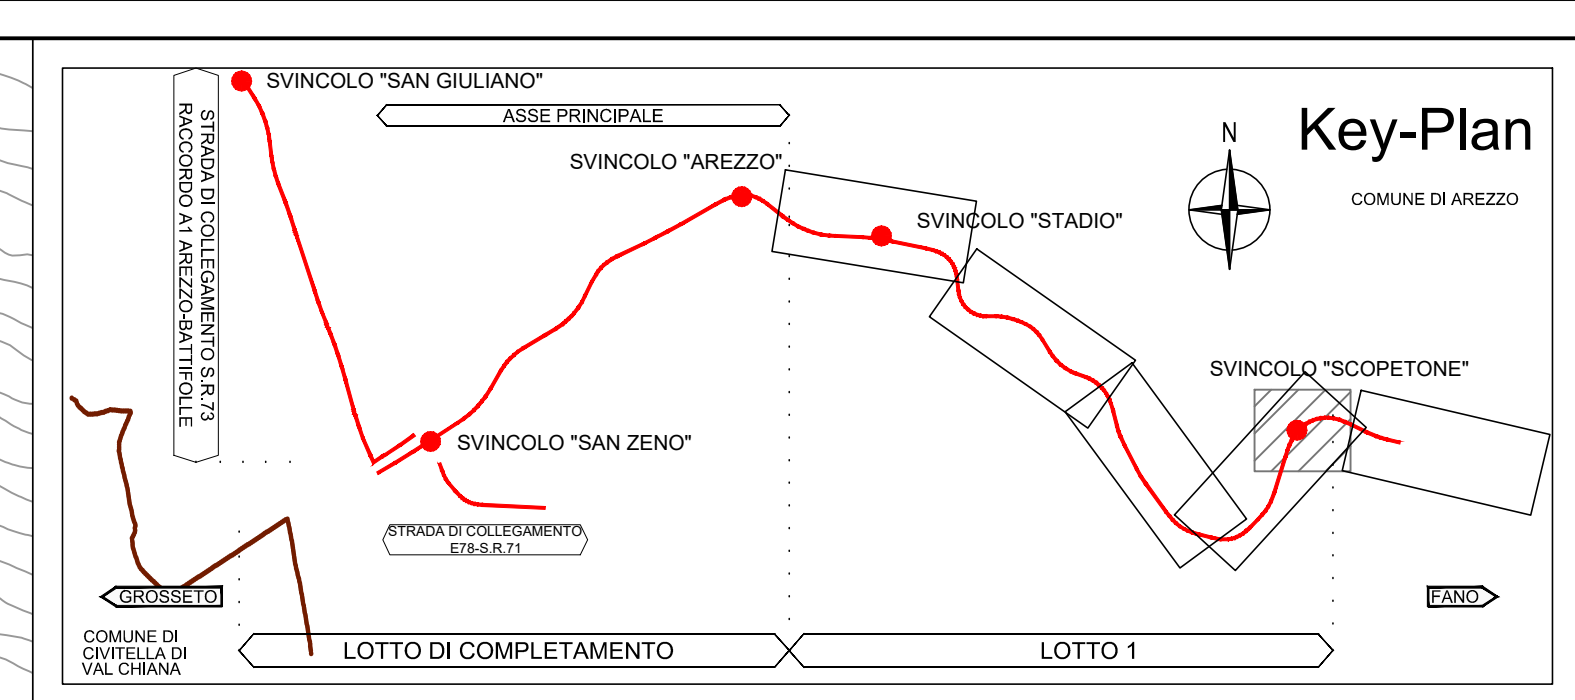 SVINCOLO "SAN GIULIANO"
ASSE PRINCIPALE
Key-Plan
N
SVINCOLO "AREZZO"
COMUNE DI AREZZO
SVINCOLO "STADIO"
STRADA DI COLLEGAMENTO S.R.73
RACCORDO A1 AREZZO-BATTIFOLLE
SVINCOLO "SCOPETONE"
SVINCOLO "SAN ZENO"
STRADA DI COLLEGAMENTO
E78-S.R.71
GROSSETO
FANO
COMUNE DI
CIVITELLA DI
VAL CHIANA
LOTTO DI COMPLETAMENTO
LOTTO 1